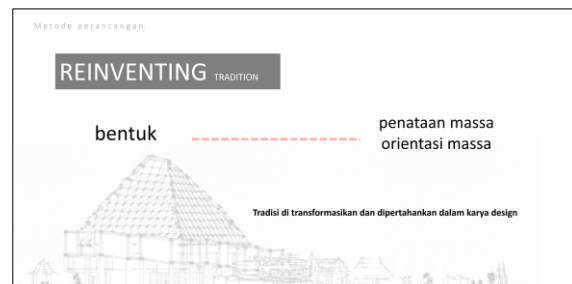 Metode perancangan.
REINVENTING TRADITION
bentuk
penataan massa
orientasi massa
Tradisi di transformasikan dan dipertahankan dalam karya design